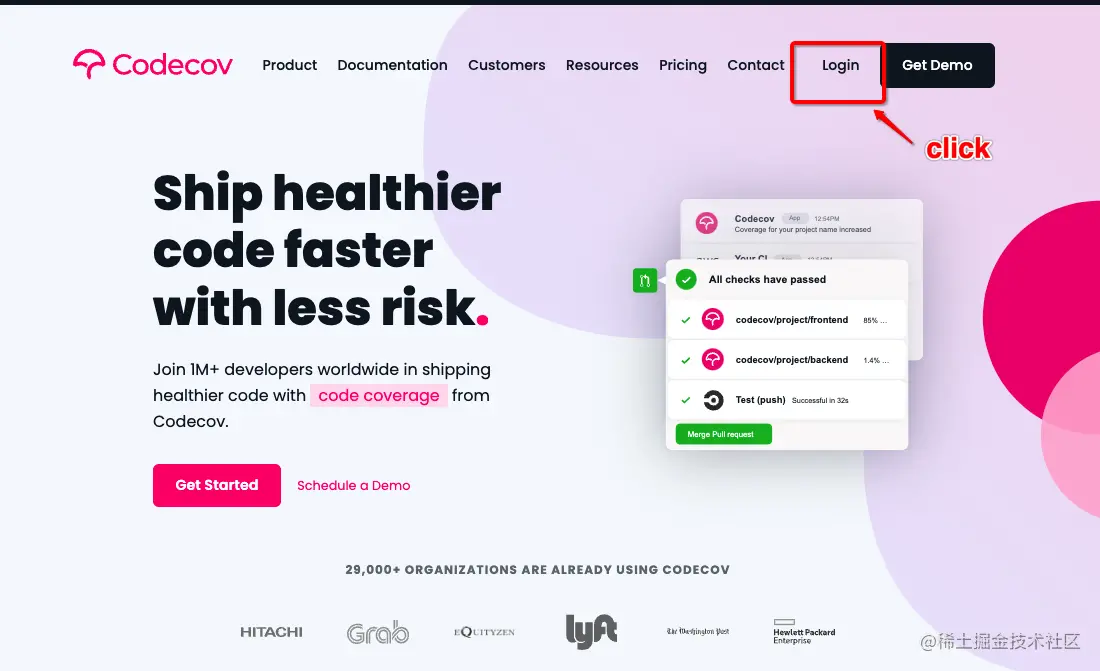 Codecov
Product Documentation Customers Resources Pricing Contact Login Get Demo
click
Ship healthier
code faster
with less risk.
Join 1M+ developers worldwide in shipping
healthier code with code coverage from
Codecov.
Get Started Schedule a Demo
Codecov App 12:54PM
Coverage for your project name increased
All checks have passed
codecov/project/frontend 85% ...
codecov/project/backend 1.4% ...
Test (push) Successful in 32s
Merge Pull request
29,000+ ORGANIZATIONS ARE ALREADY USING CODECOV
HITACHI Grab EQUITYZEN lyft The Washington Post Hewlett Packard
Enterprise
@稀土掘金技术社区